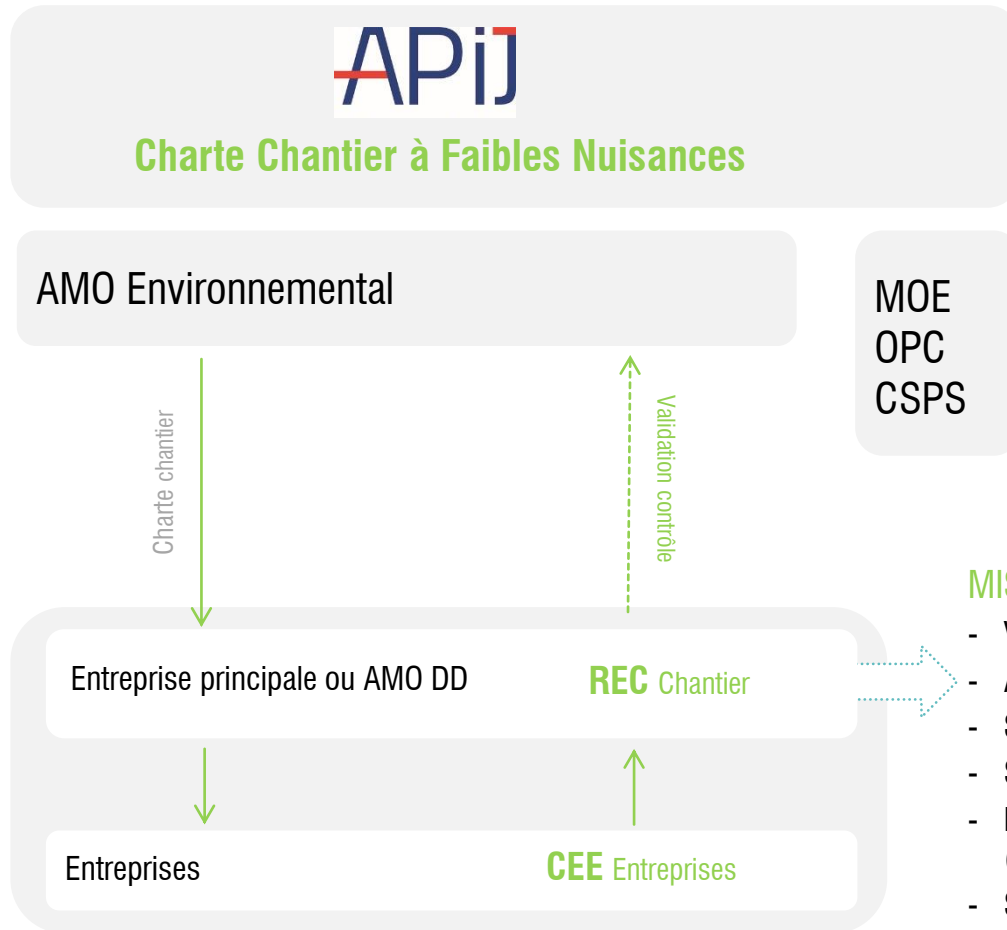 APiJ
Charte Chantier à Faibles Nuisances
AMO Environnemental
MOE
OPC
CSPS
Charte chantier
Validation contrôle
Entreprise principale ou AMO DD
REC Chantier
Entreprises
CEE Entreprises